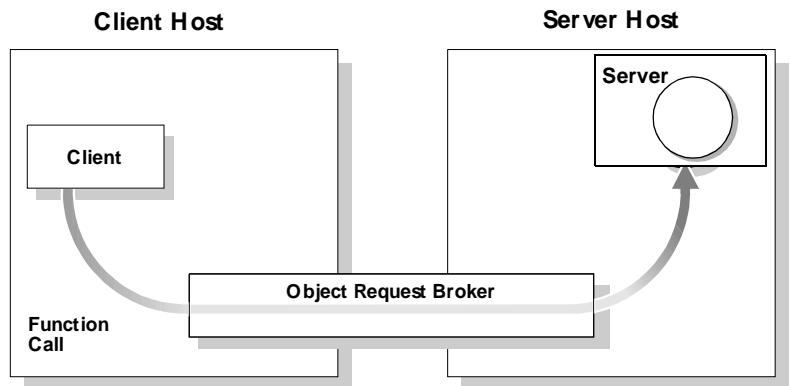 Client Host
Server Host
Server
Client
Object Request Broker
Function
Call